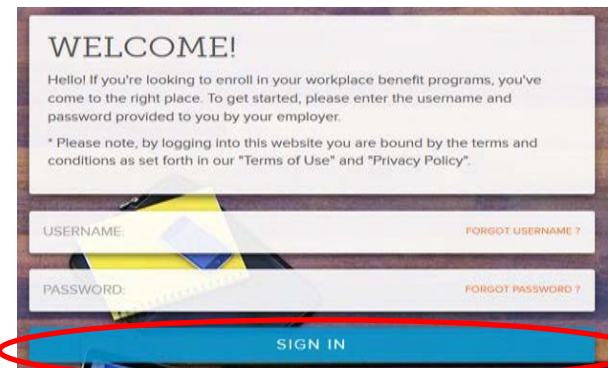 WELCOME!
Hello! If you're looking to enroll in your workplace benefit programs, you've
come to the right place. To get started, please enter the username and
password provided to you by your employer.
* Please note, by logging into this website you are bound by the terms and
conditions as set forth in our "Terms of Use" and "Privacy Policy".
USERNAME: FORGOT USERNAME ?
PASSWORD: FORGOT PASSWORD ?
SIGN IN